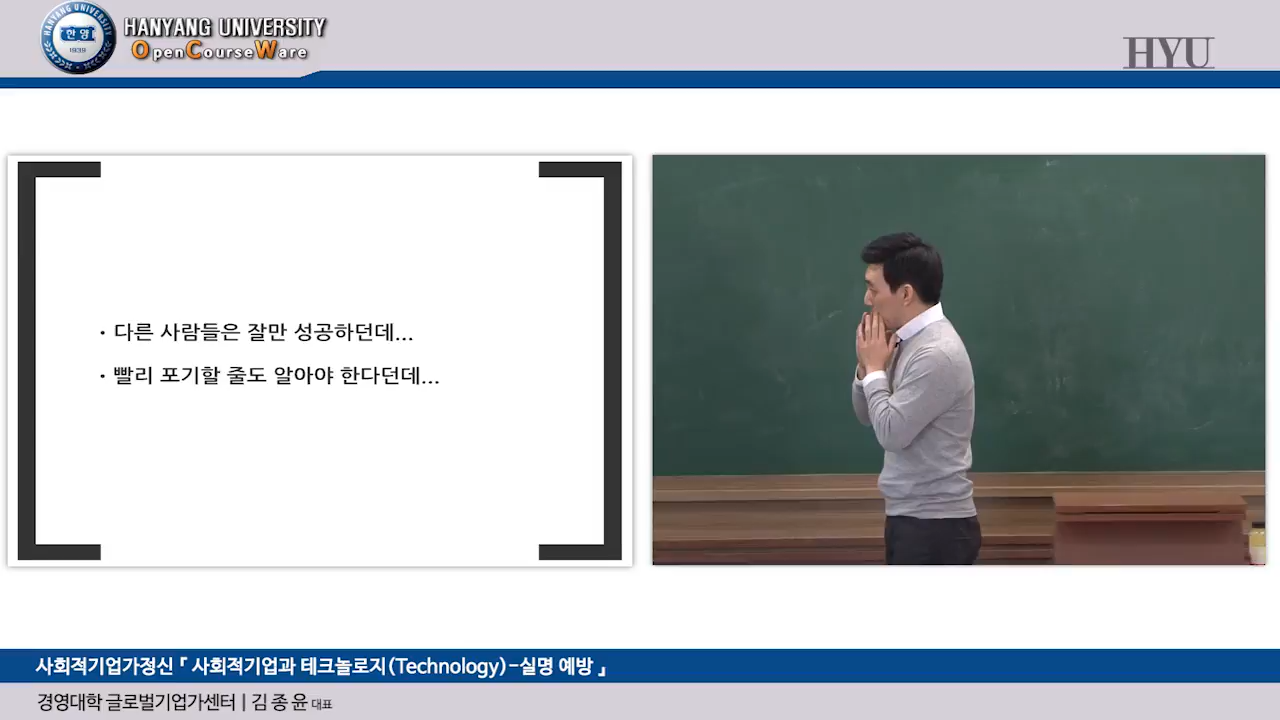 HANYANG UNIVERSITY
한양
1939
HANYANG UNIVERSITY
OpenCourseWare
HYU
• 다른 사람들은 잘만 성공하던데...
• 빨리 포기할 줄도 알아야 한다던데...
사회적기업가정신 『 사회적기업과 테크놀로지(Technology)-실명 예방 』
경영대학 글로벌기업가센터 | 김 종 윤 대표